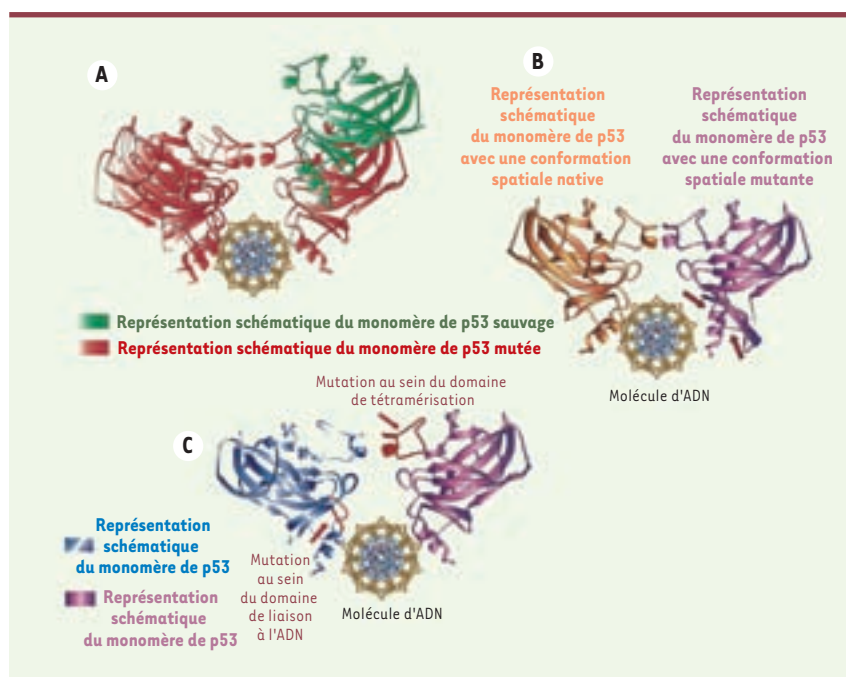 A
B
Représentation
schématique
du monomère de p53
avec une conformation
spatiale native
Représentation
schématique
du monomère de p53
avec une conformation
spatiale mutante
Représentation schématique du monomère de p53 sauvage
Représentation schématique du monomère de p53 mutée
Molécule d'ADN
Mutation au sein du domaine
de tétramérisation
C
Représentation
schématique
du monomère de p53
Représentation
schématique
du monomère de p53
Mutation
au sein
du domaine
de liaison
à l'ADN
Molécule d'ADN